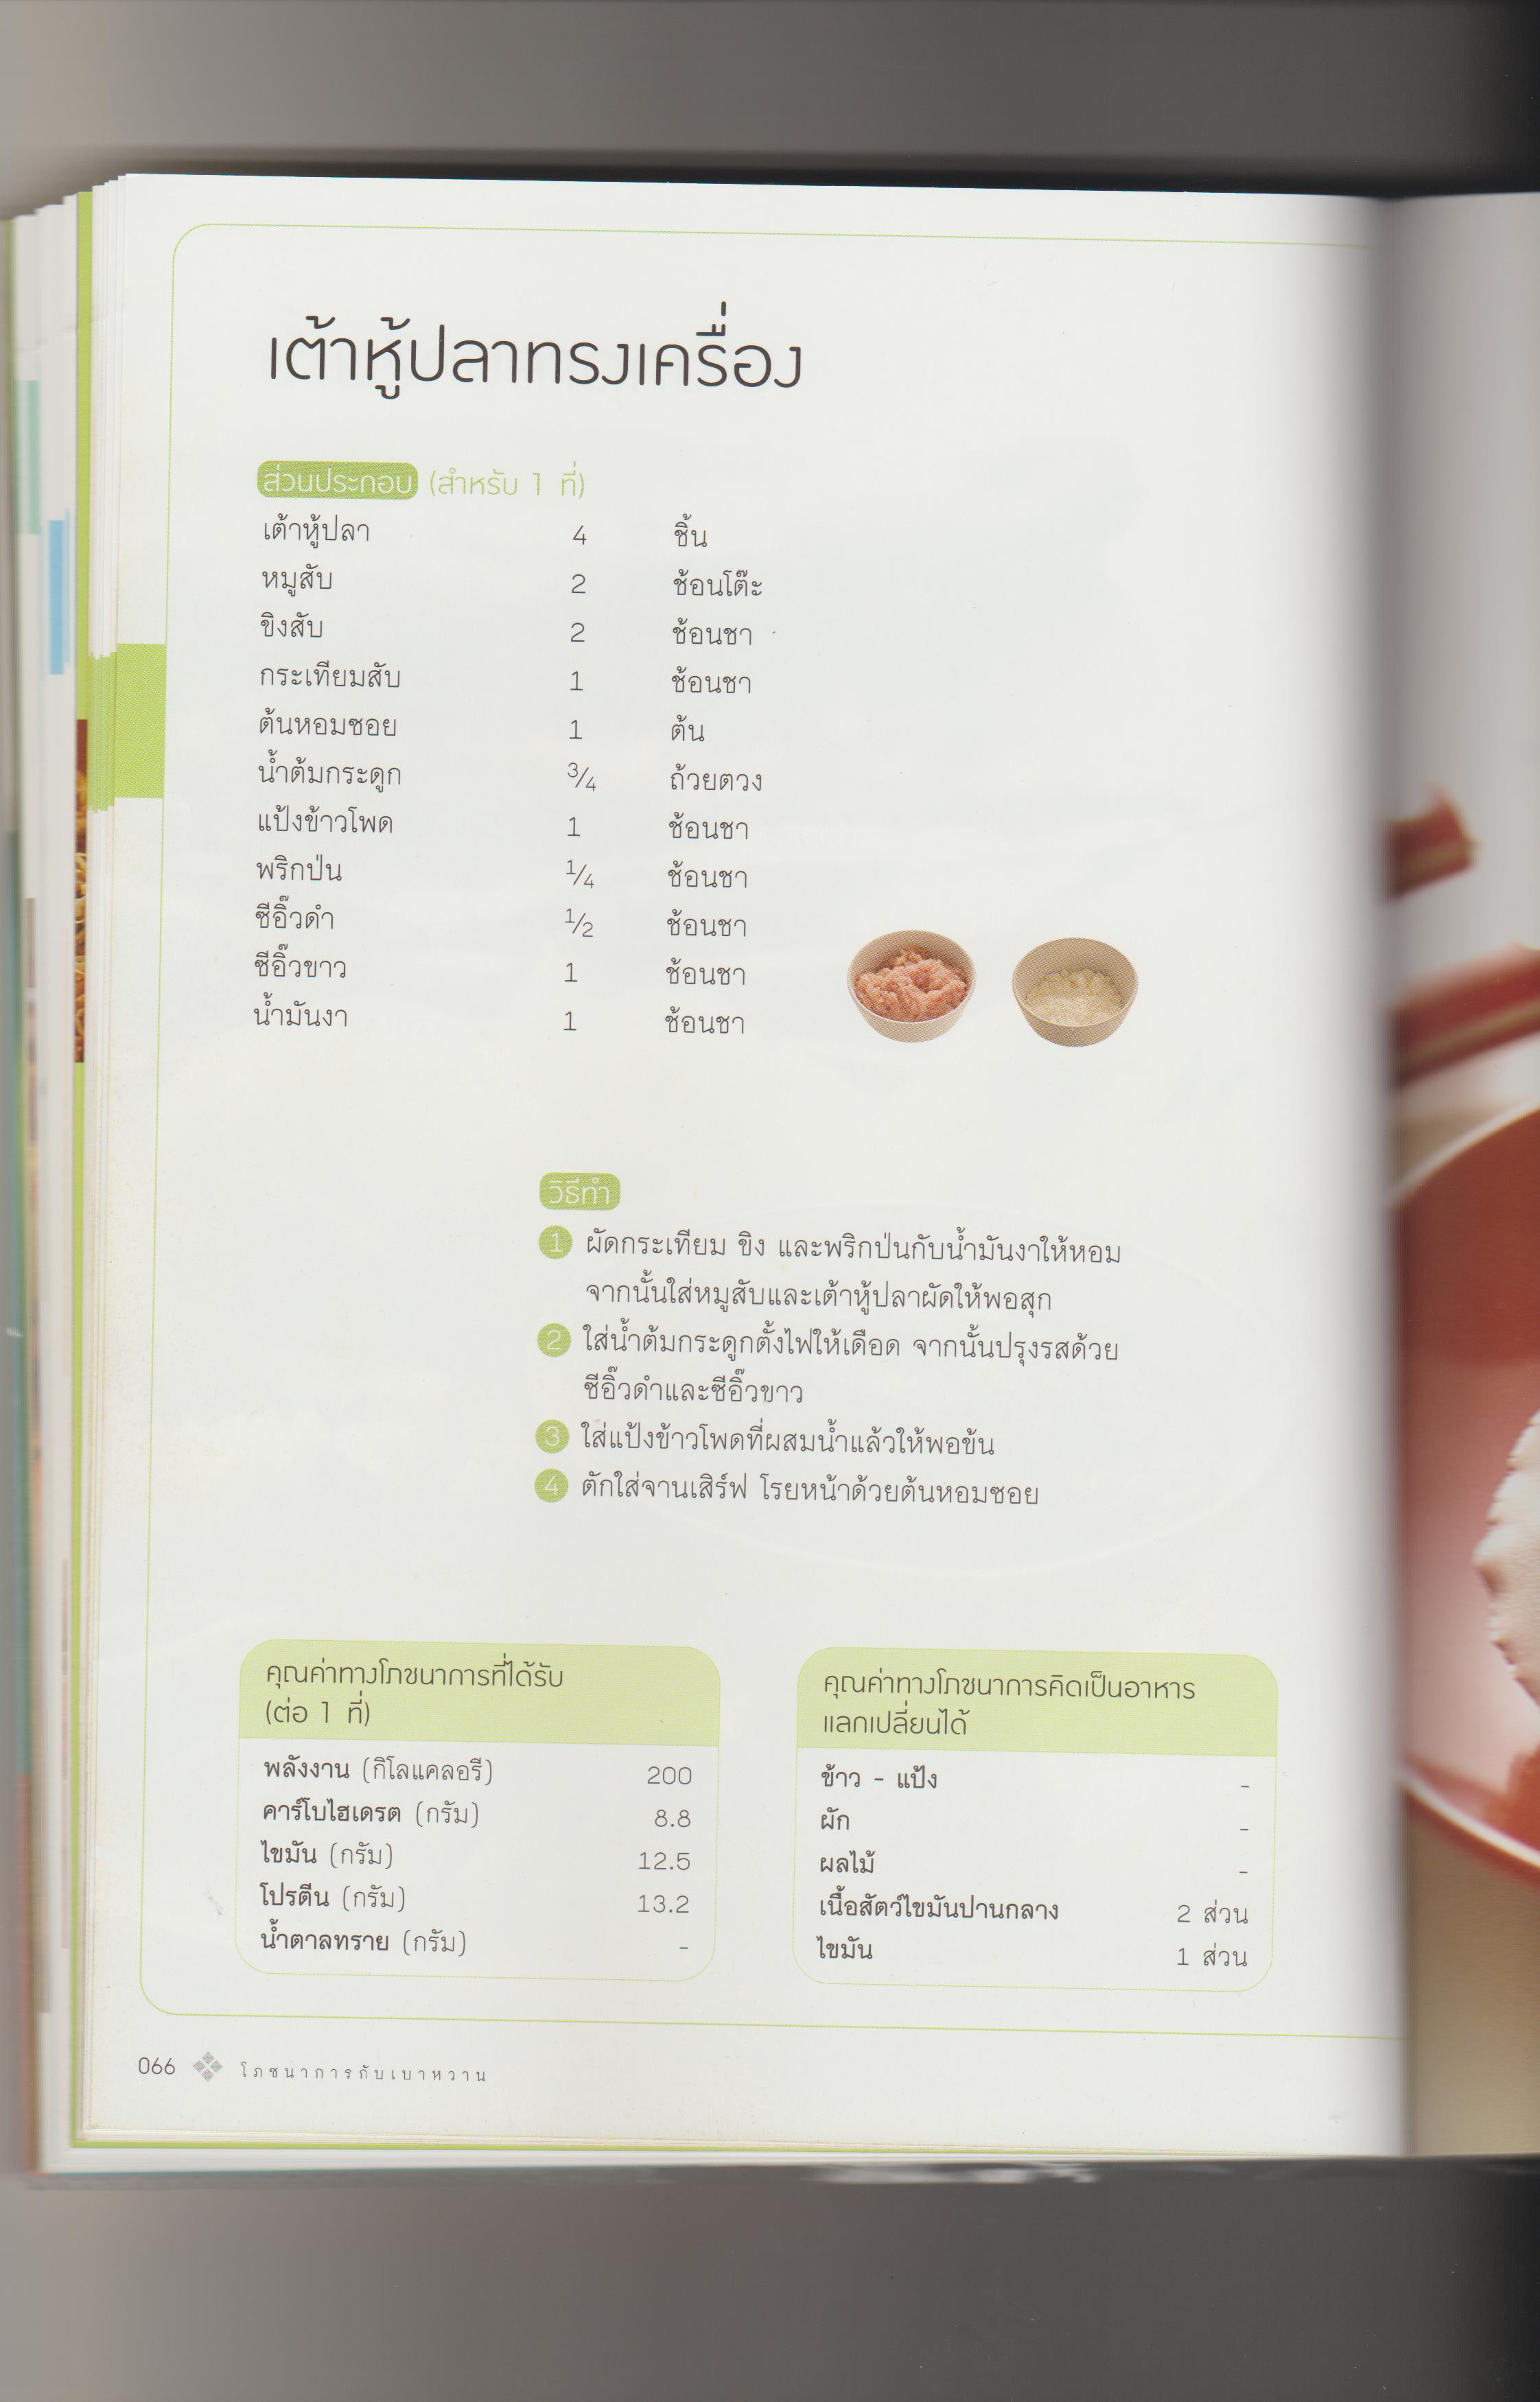 เต้าหู้ปลาทรงเครื่อง
ส่วนประกอบ (สำหรับ 1 ที่)
เต้าหู้ปลา 4 ชิ้น
หมูสับ 2 ช้อนโต๊ะ
ขิงสับ 2 ช้อนชา
กระเทียมสับ 1 ช้อนชา
ต้นหอมซอย 1 ต้น
น้ำต้มกระดูก 3/4 ถ้วยตวง
แป้งข้าวโพด 1 ช้อนชา
พริกป่น 1/4 ช้อนชา
ซีอิ๊วดำ 1/2 ช้อนชา
ซีอิ๊วขาว 1 ช้อนชา
น้ำมันงา 1 ช้อนชา
วิธีทำ
1 ผัดกระเทียม ขิง และพริกป่นกับน้ำมันงาให้หอม
จากนั้นใส่หมูสับและเต้าหู้ปลาผัดให้พอสุก
2 ใส่น้ำต้มกระดูกตั้งไฟให้เดือด จากนั้นปรุงรสด้วย
ซีอิ๊วดำและซีอิ๊วขาว
3 ใส่แป้งข้าวโพดที่ผสมน้ำแล้วให้พอข้น
4 ตักใส่จานเสิร์ฟ โรยหน้าด้วยต้นหอมซอย
คุณค่าทางโภชนาการที่ได้รับ
(ต่อ 1 ที่)
พลังงาน (กิโลแคลอรี) 200
คาร์โบไฮเดรต (กรัม) 8.8
ไขมัน (กรัม) 12.5
โปรตีน (กรัม) 13.2
น้ำตาลทราย (กรัม) -
คุณค่าทางโภชนาการคิดเป็นอาหาร
แลกเปลี่ยนได้
ข้าว - แป้ง -
ผัก -
ผลไม้ -
เนื้อสัตว์ไขมันปานกลาง 2 ส่วน
ไขมัน 1 ส่วน
066 โภชนาการกับเบาหวาน